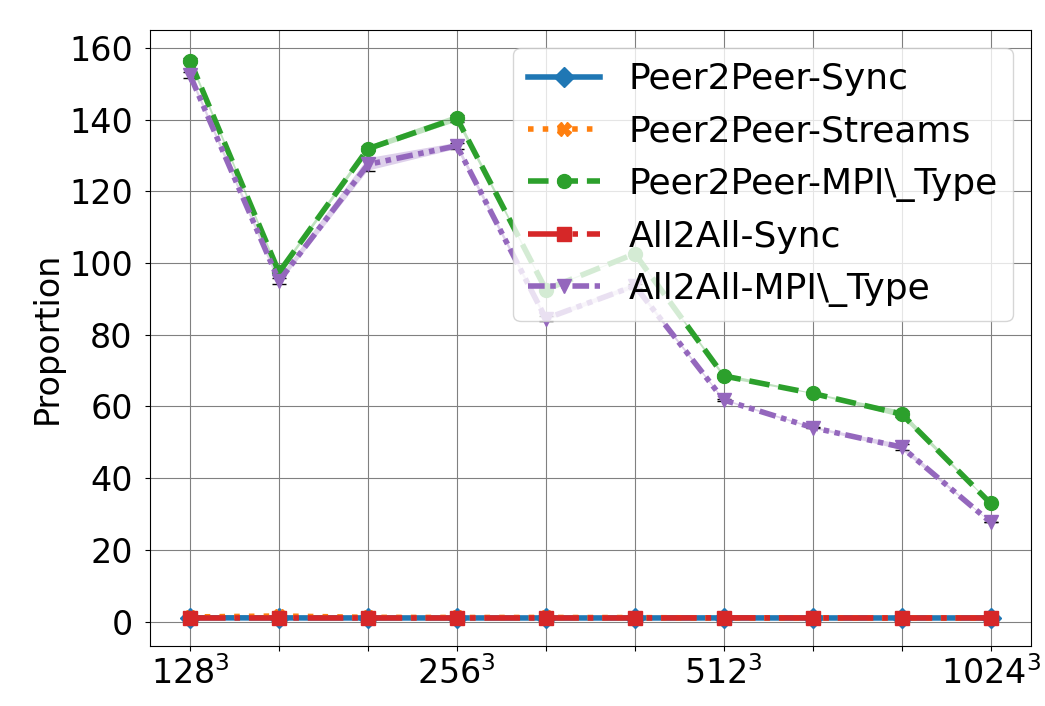 160
140
120
100
80
60
40
20
0
Proportion
Peer2Peer-Sync
Peer2Peer-Streams
Peer2Peer-MPI\_Type
All2All-Sync
All2All-MPI\_Type
128³ 256³ 512³ 1024³